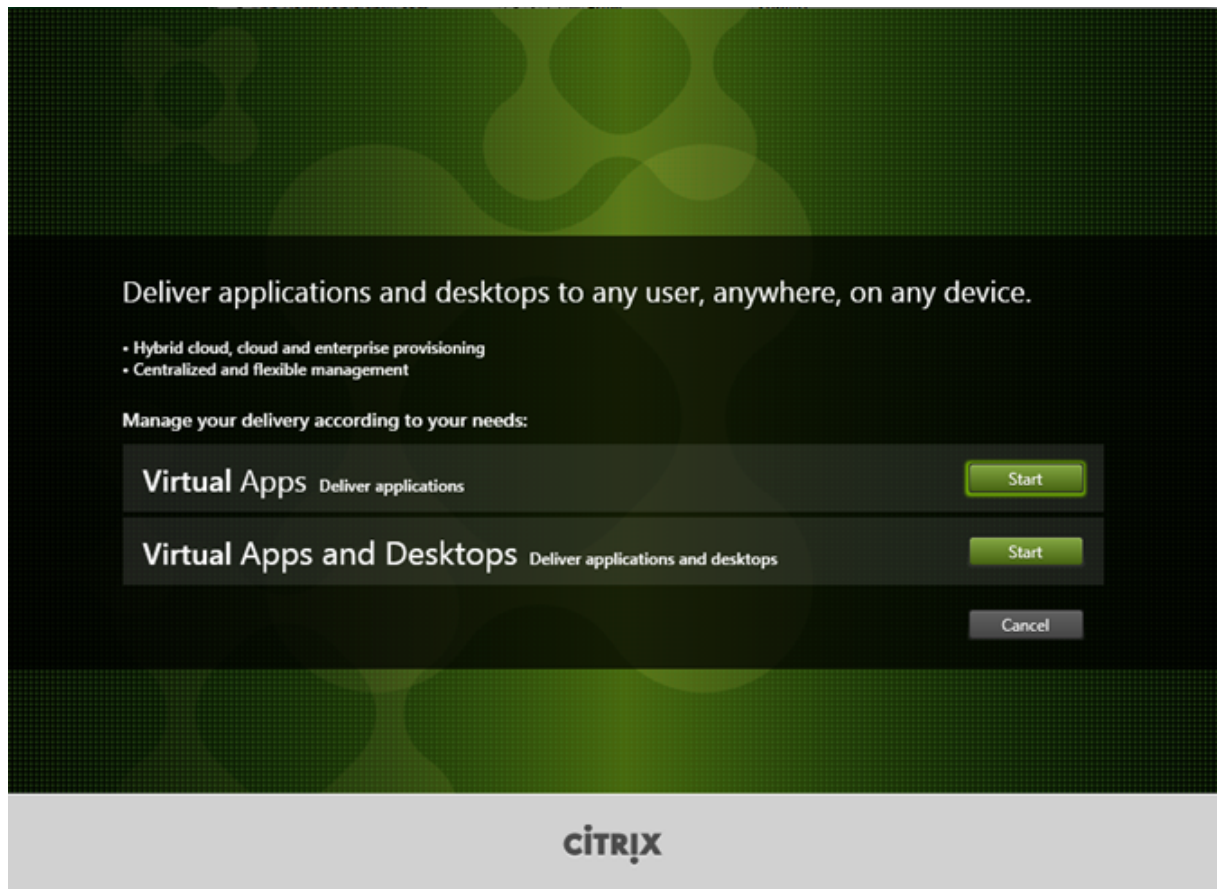 Deliver applications and desktops to any user, anywhere, on any device.
• Hybrid cloud, cloud and enterprise provisioning
• Centralized and flexible management
Manage your delivery according to your needs:
Virtual Apps Deliver applications Start
Virtual Apps and Desktops Deliver applications and desktops Start
Cancel
CİTRIX